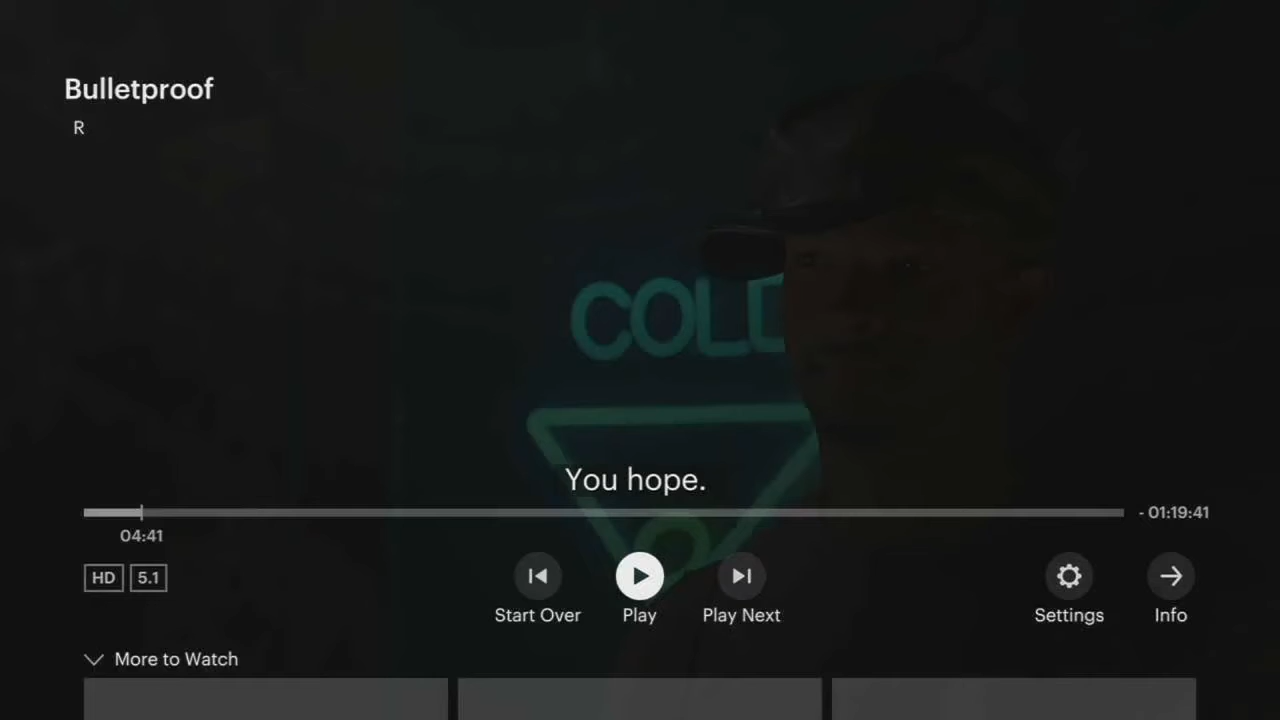 Bulletproof
R
COLD
You hope.
- 01:19:41
04:41
HD 5.1
Start Over Play Play Next Settings Info
More to Watch